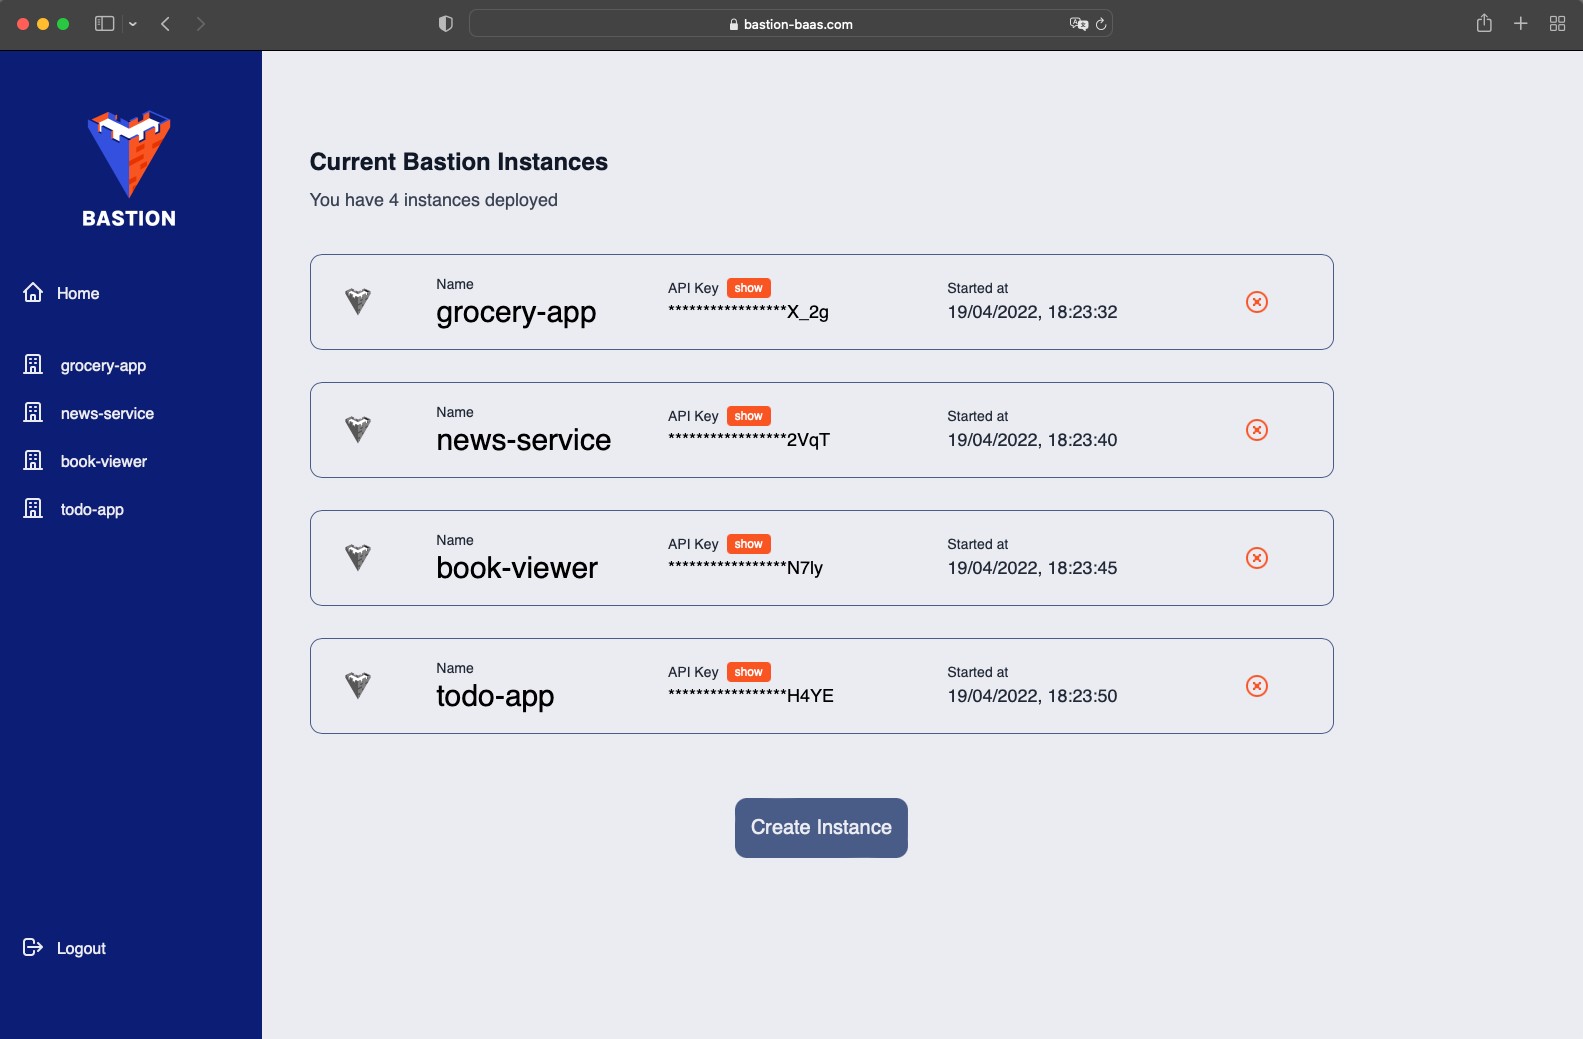 bastion-baas.com
BASTION
Home
grocery-app
news-service
book-viewer
todo-app
Logout
Current Bastion Instances
You have 4 instances deployed
Name
grocery-app
API Key show
*****************X_2g
Started at
19/04/2022, 18:23:32
Name
news-service
API Key show
*****************2VqT
Started at
19/04/2022, 18:23:40
Name
book-viewer
API Key show
*****************N7ly
Started at
19/04/2022, 18:23:45
Name
todo-app
API Key show
*****************H4YE
Started at
19/04/2022, 18:23:50
Create Instance